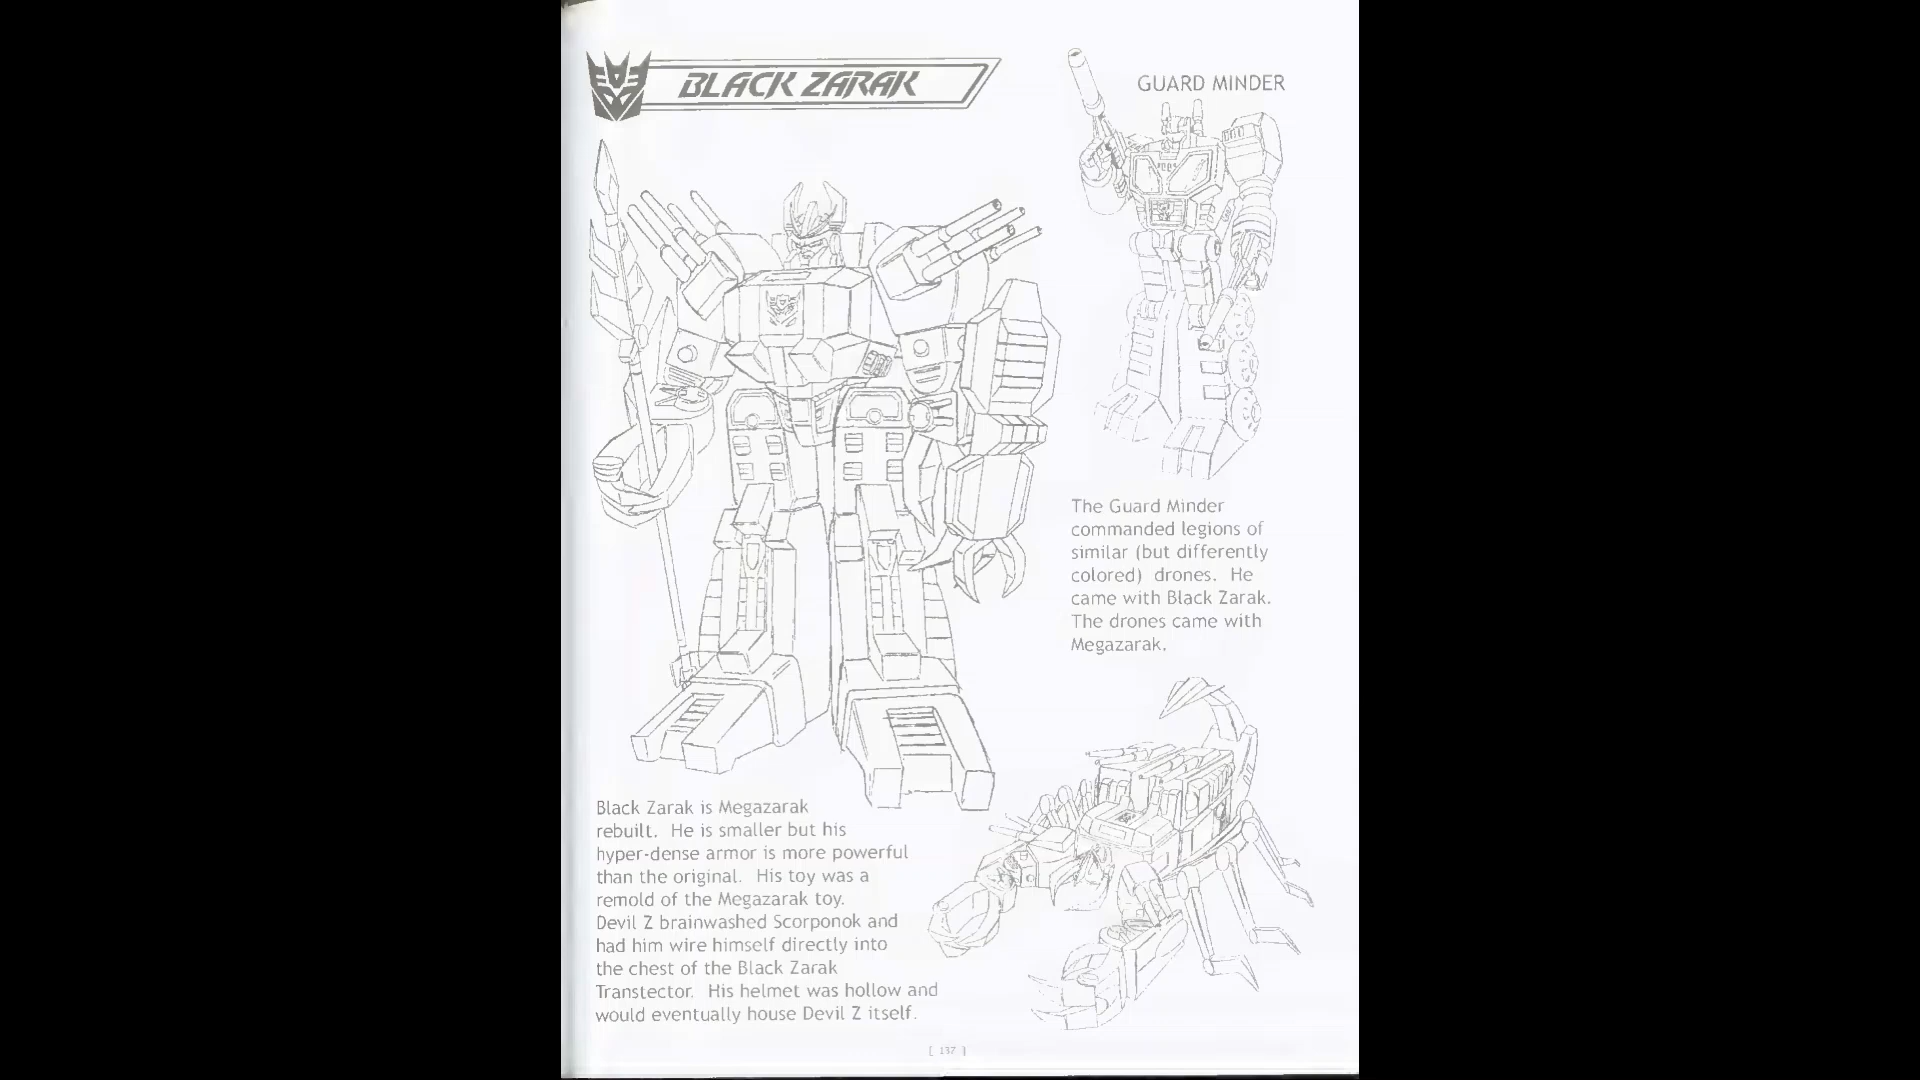 BLACK ZARAK
GUARD MINDER
The Guard Minder
commanded legions of
similar (but differently
colored) drones. He
came with Black Zarak.
The drones came with
Megazarak.
Black Zarak is Megazarak
rebuilt. He is smaller but his
hyper-dense armor is more powerful
than the original. His toy was a
remold of the Megazarak toy.
Devil Z brainwashed Scorponok and
had him wire himself directly into
the chest of the Black Zarak
Transtector. His helmet was hollow and
would eventually house Devil Z itself.
[ 137 ]